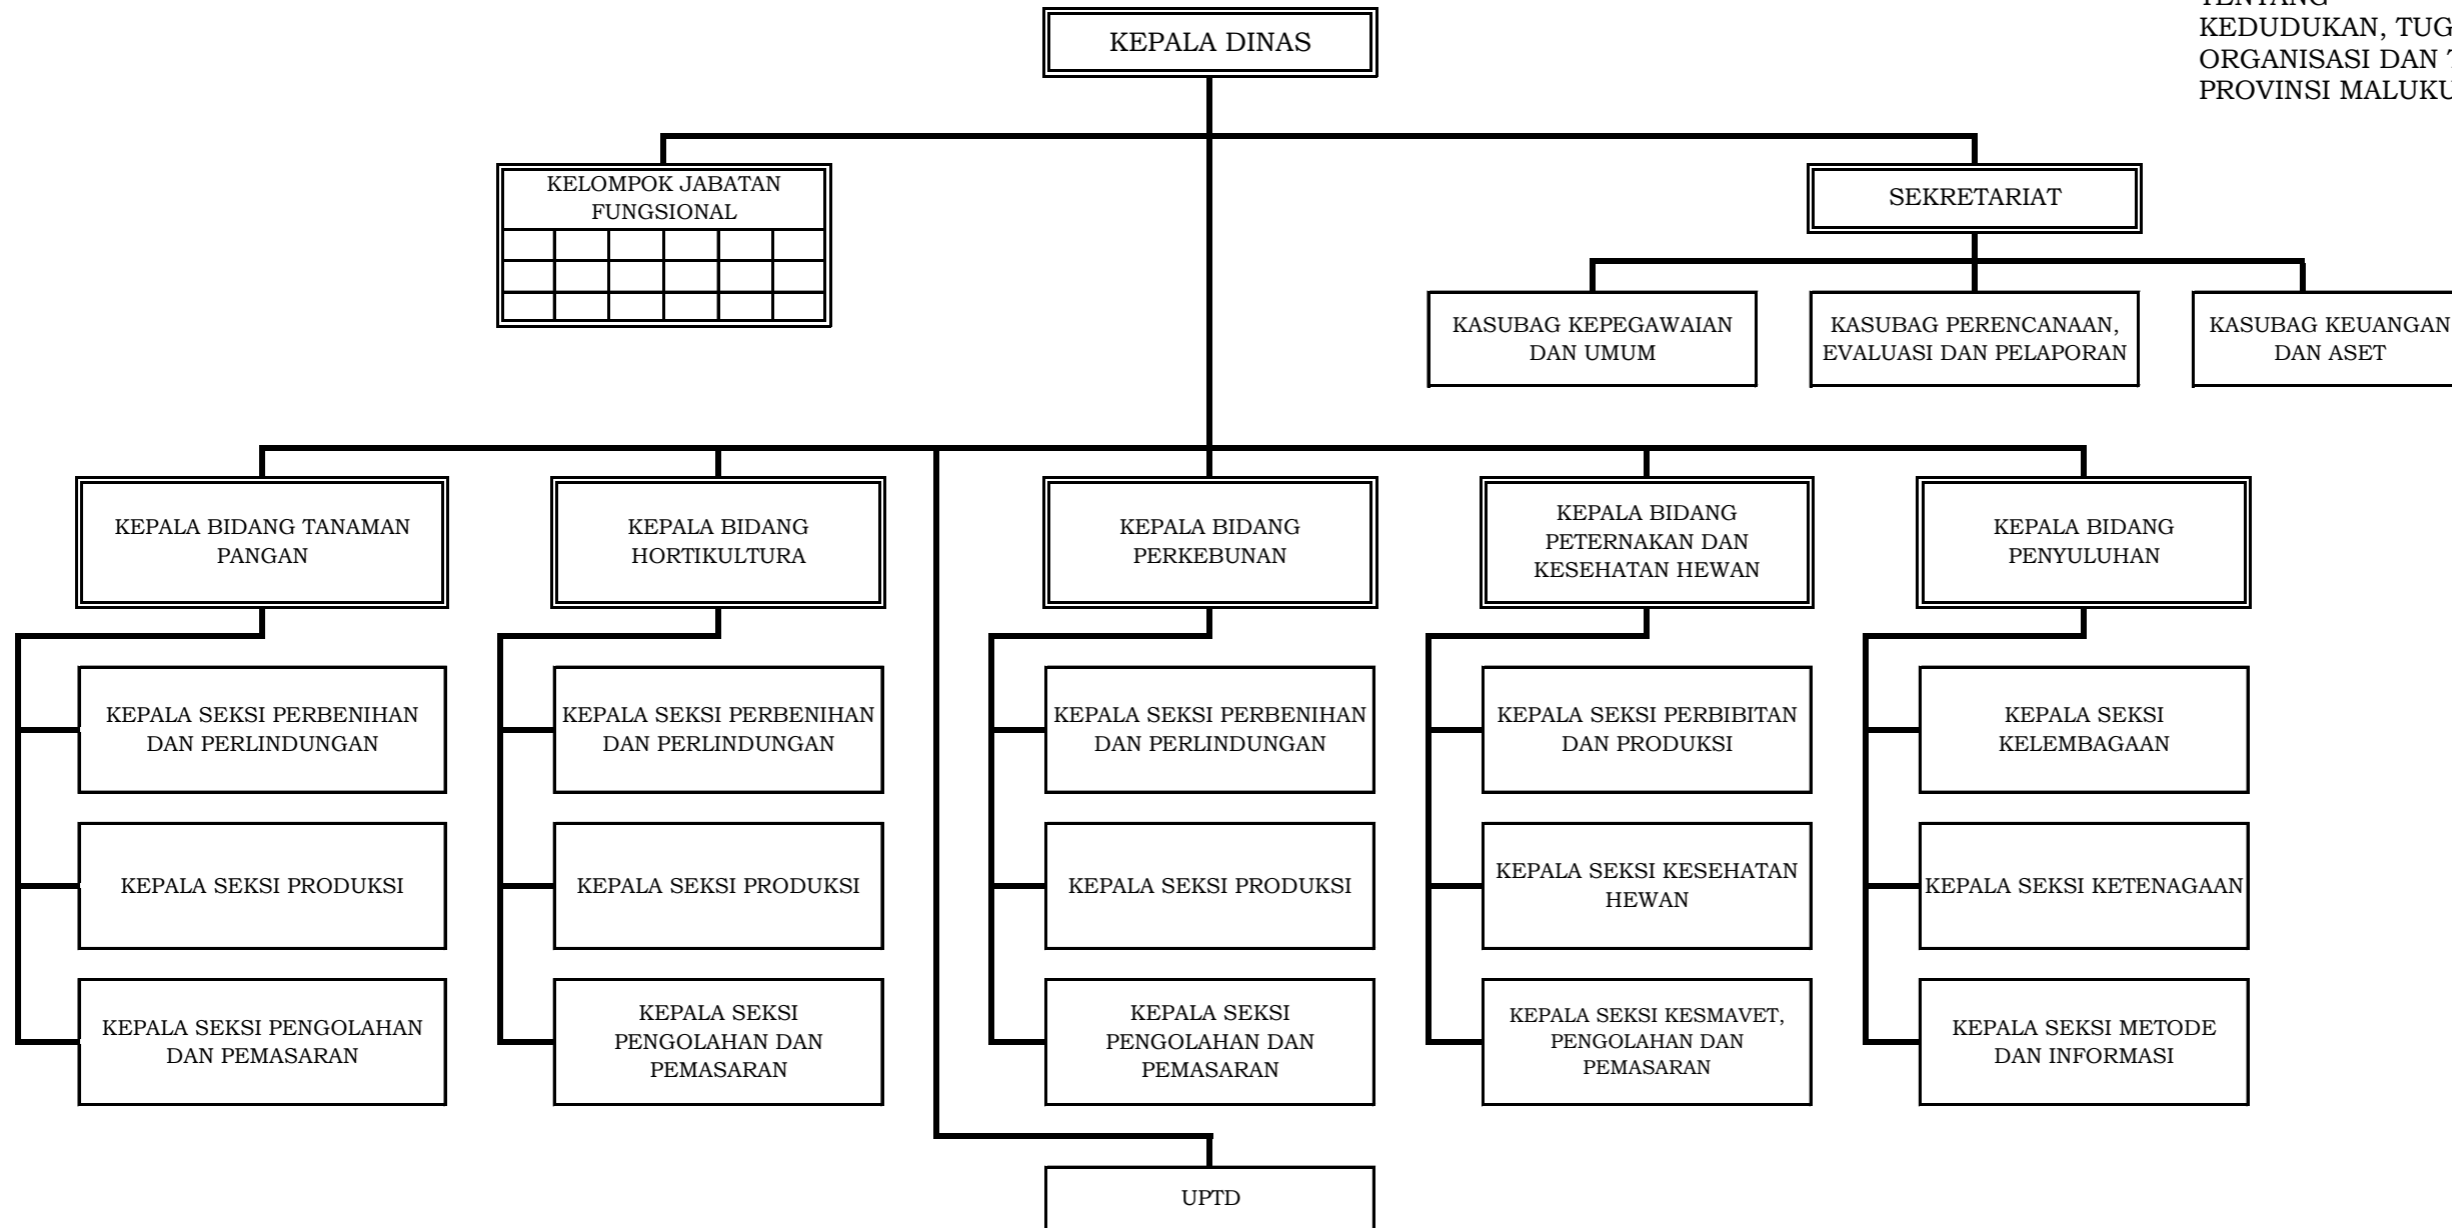 TENTANG
KEDUDUKAN, TUG
ORGANISASI DAN
PROVINSI MALUKU
KEPALA DINAS
KELOMPOK JABATAN
FUNGSIONAL
SEKRETARIAT
KASUBAG KEPEGAWAIAN
DAN UMUM
KASUBAG PERENCANAAN,
EVALUASI DAN PELAPORAN
KASUBAG KEUANGAN
DAN ASET
KEPALA BIDANG TANAMAN
PANGAN
KEPALA BIDANG
HORTIKULTURA
KEPALA BIDANG
PERKEBUNAN
KEPALA BIDANG
PETERNAKAN DAN
KESEHATAN HEWAN
KEPALA BIDANG
PENYULUHAN
KEPALA SEKSI PERBENIHAN
DAN PERLINDUNGAN
KEPALA SEKSI PERBENIHAN
DAN PERLINDUNGAN
KEPALA SEKSI PERBENIHAN
DAN PERLINDUNGAN
KEPALA SEKSI PERBIBITAN
DAN PRODUKSI
KEPALA SEKSI
KELEMBAGAAN
KEPALA SEKSI PRODUKSI
KEPALA SEKSI PRODUKSI
KEPALA SEKSI PRODUKSI
KEPALA SEKSI KESEHATAN
HEWAN
KEPALA SEKSI KETENAGAAN
KEPALA SEKSI PENGOLAHAN
DAN PEMASARAN
KEPALA SEKSI
PENGOLAHAN DAN
PEMASARAN
KEPALA SEKSI
PENGOLAHAN DAN
PEMASARAN
KEPALA SEKSI KESMAVET,
PENGOLAHAN DAN
PEMASARAN
KEPALA SEKSI METODE
DAN INFORMASI
UPTD